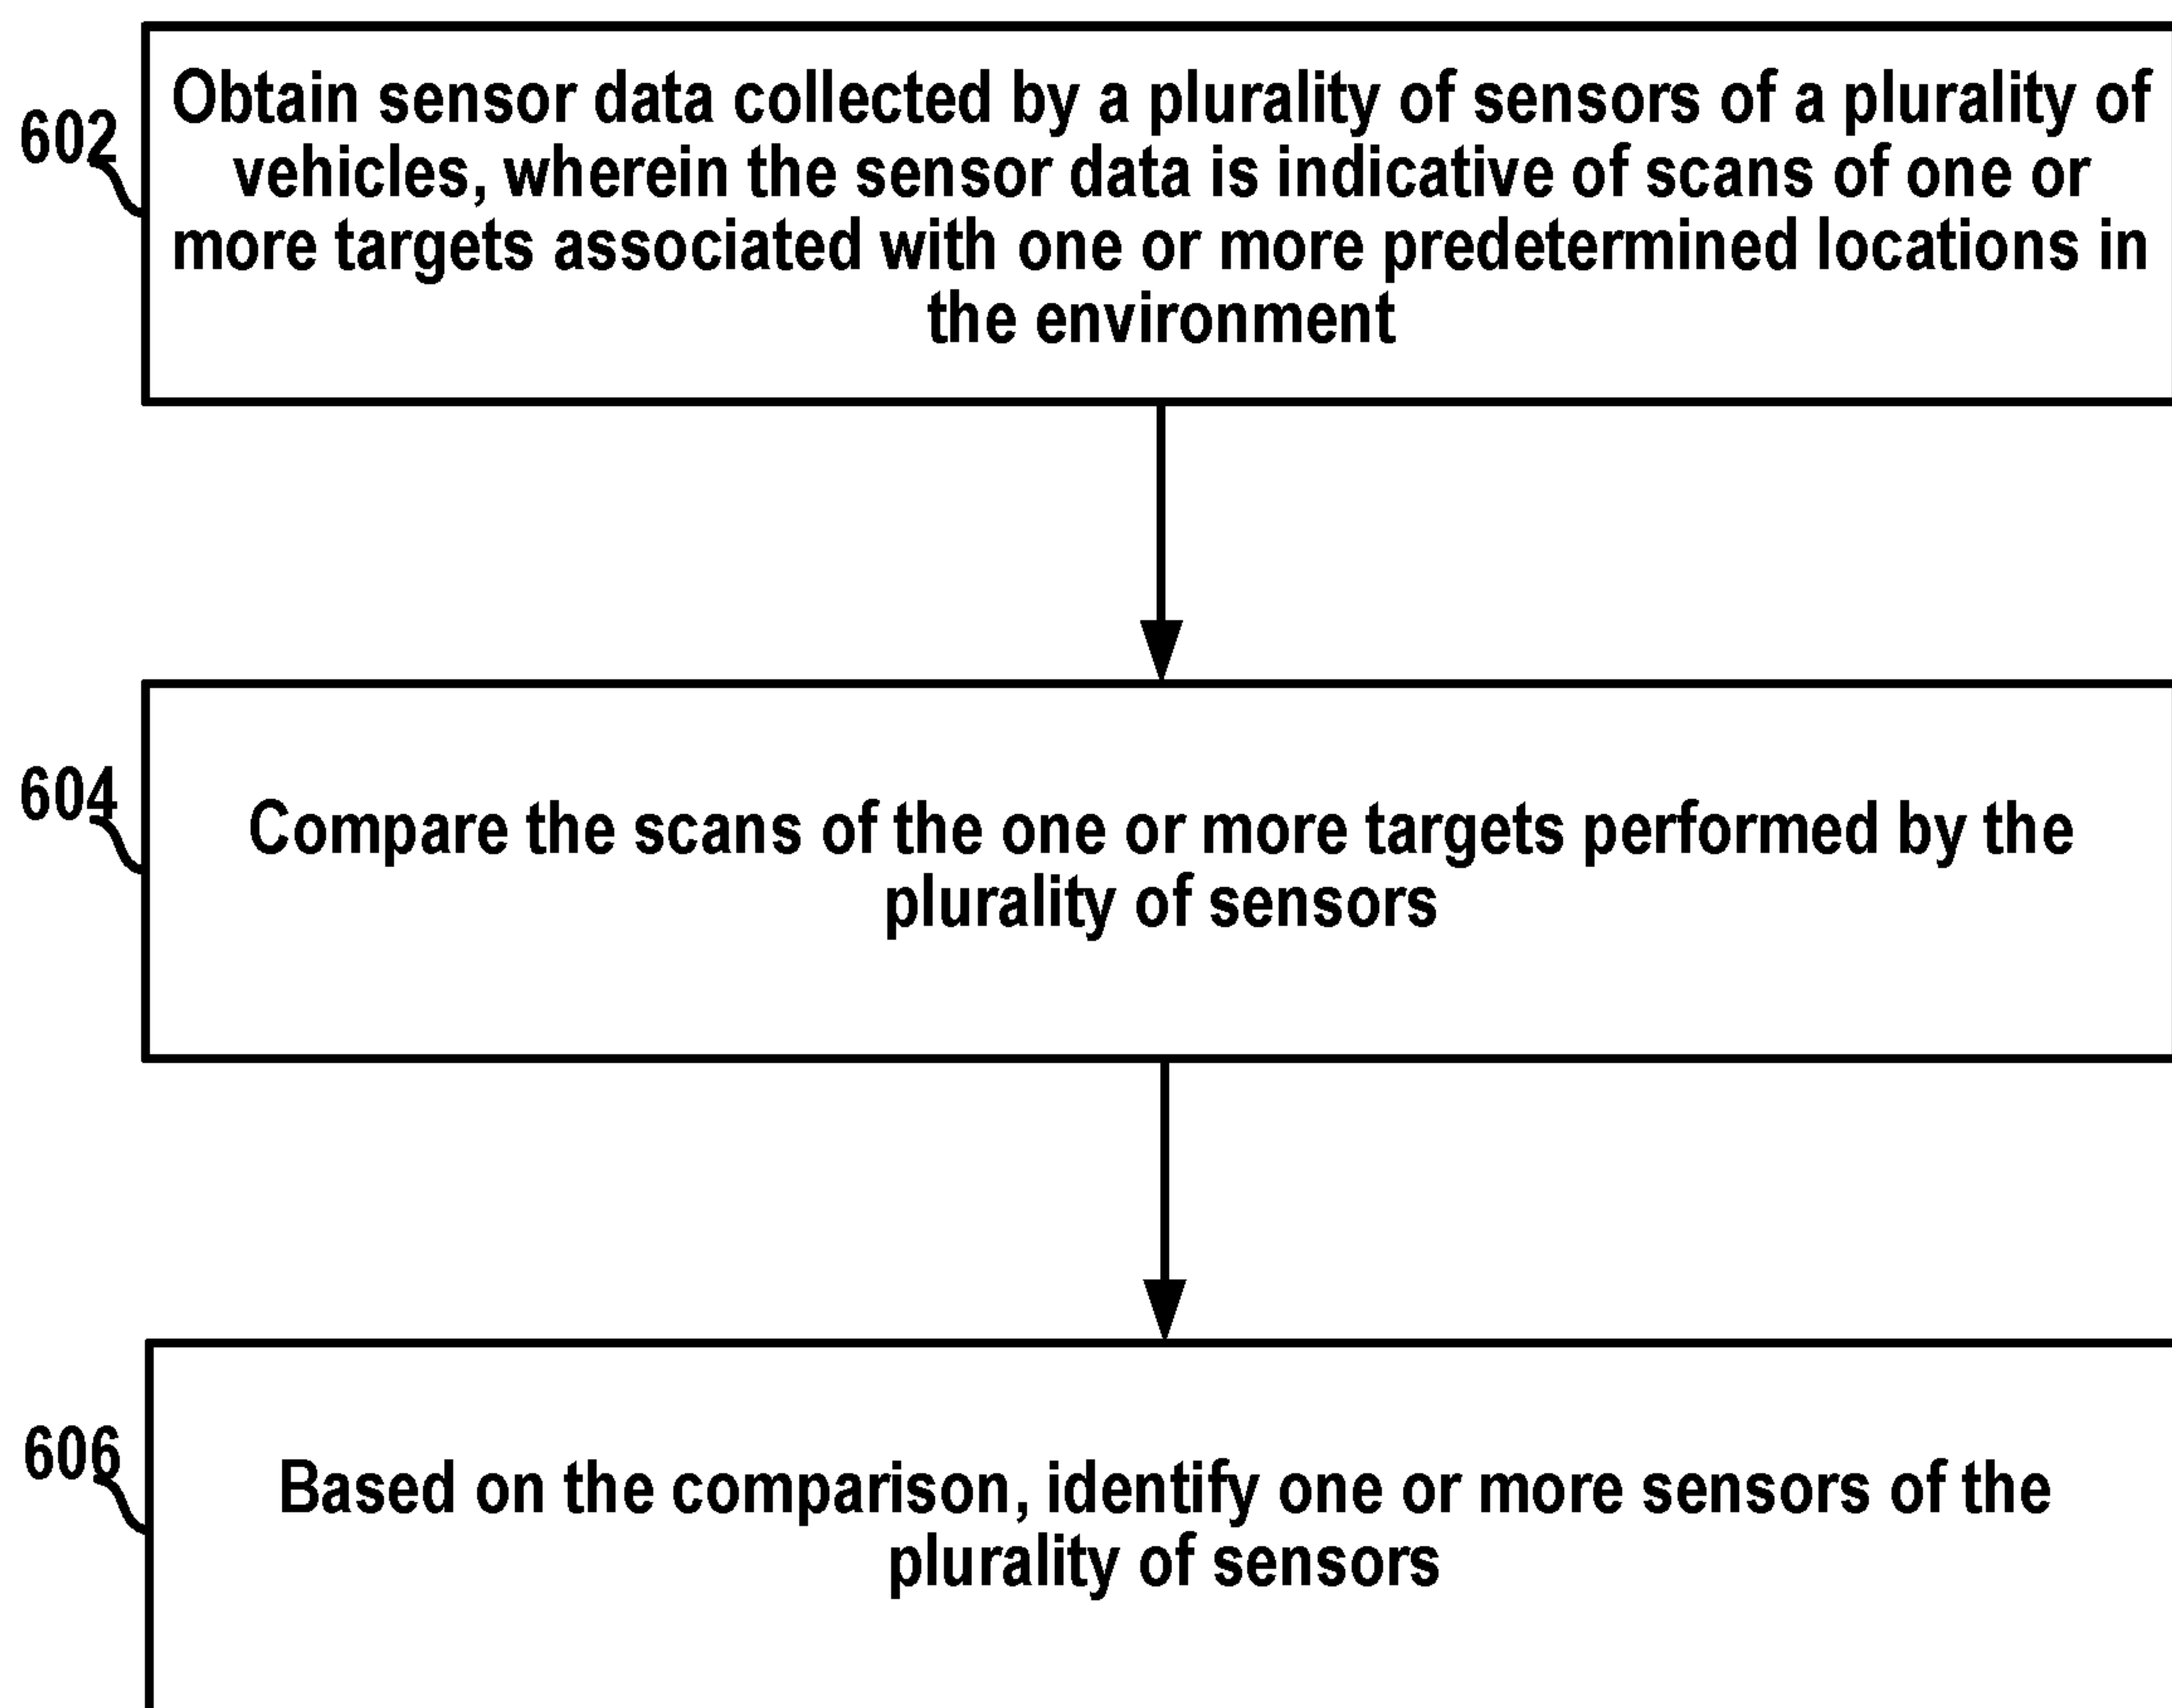 602
Obtain sensor data collected by a plurality of sensors of a plurality of
vehicles, wherein the sensor data is indicative of scans of one or
more targets associated with one or more predetermined locations in
the environment
604
Compare the scans of the one or more targets performed by the
plurality of sensors
606
Based on the comparison, identify one or more sensors of the
plurality of sensors